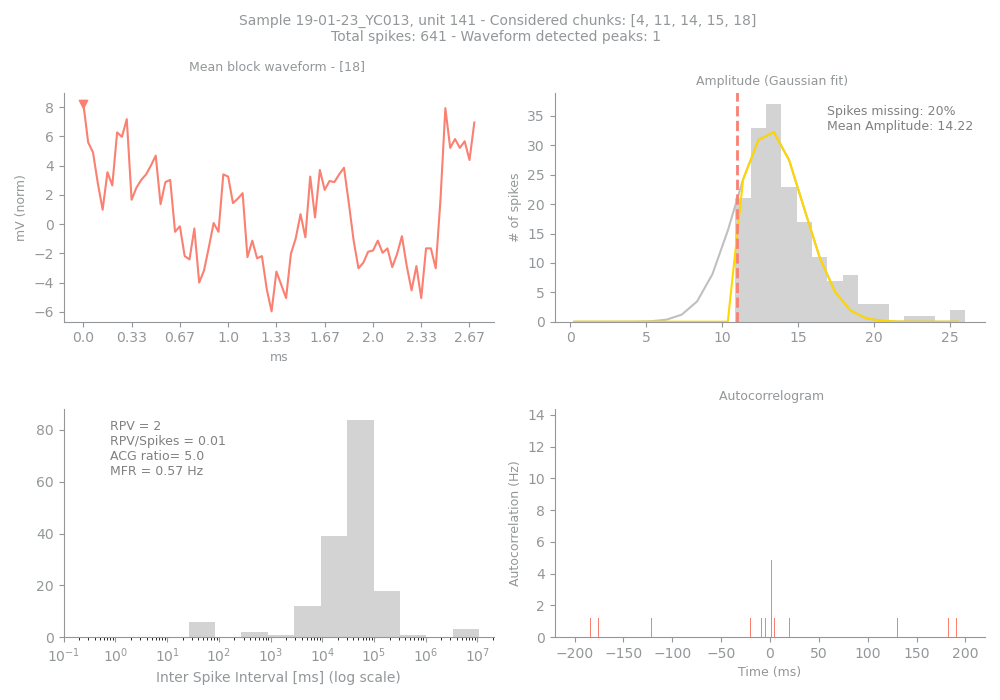 Sample 19-01-23_YC013, unit 141 - Considered chunks: [4, 11, 14, 15, 18]
Total spikes: 641 - Waveform detected peaks: 1
Mean block waveform - [18]
8
6
4
2
0
−2
−4
−6
mV (norm)
0.0 0.33 0.67 1.0 1.33 1.67 2.0 2.33 2.67
ms
Amplitude (Gaussian fit)
Spikes missing: 20%
Mean Amplitude: 14.22
35
30
25
20
15
10
5
0
# of spikes
0 5 10 15 20 25
RPV = 2
RPV/Spikes = 0.01
ACG ratio= 5.0
MFR = 0.57 Hz
80
60
40
20
0
10⁻¹ 10⁰ 10¹ 10² 10³ 10⁴ 10⁵ 10⁶ 10⁷
Inter Spike Interval [ms] (log scale)
Autocorrelogram
14
12
10
8
6
4
2
0
Autocorrelation (Hz)
−200 −150 −100 −50 0 50 100 150 200
Time (ms)